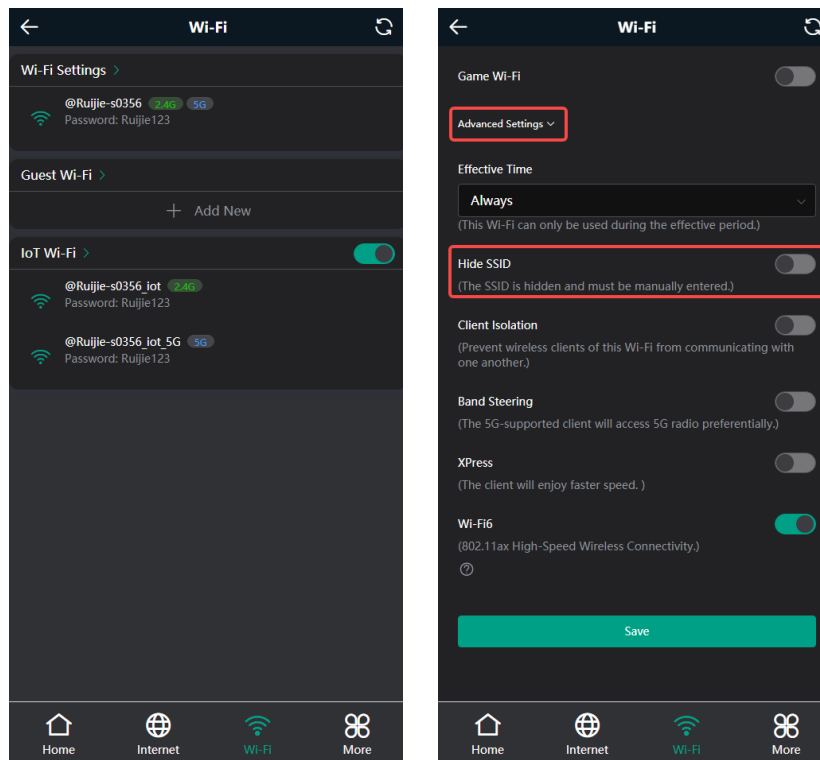 Wi-Fi
Wi-Fi Settings >
@Ruijie-s0356 2.4G 5G
Password: Ruijie123
Guest Wi-Fi >
+ Add New
IoT Wi-Fi >
@Ruijie-s0356_iot 2.4G
Password: Ruijie123
@Ruijie-s0356_iot_5G 5G
Password: Ruijie123
Home Internet Wi-Fi More
Wi-Fi
Game Wi-Fi
Advanced Settings
Effective Time
Always
(This Wi-Fi can only be used during the effective period.)
Hide SSID
(The SSID is hidden and must be manually entered.)
Client Isolation
(Prevent wireless clients of this Wi-Fi from communicating with
one another.)
Band Steering
(The 5G-supported client will access 5G radio preferentially.)
XPress
(The client will enjoy faster speed. )
Wi-Fi6
(802.11ax High-Speed Wireless Connectivity.)
Save
Home Internet Wi-Fi More